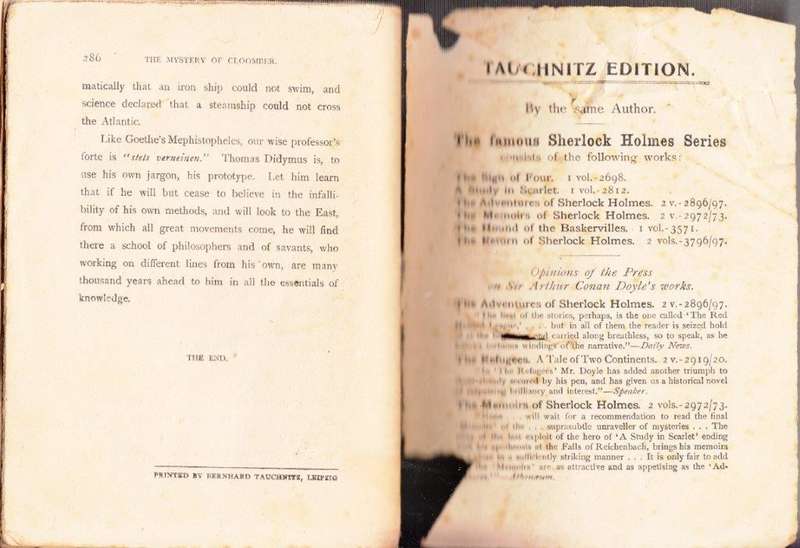 286 THE MYSTERY OF CLOOMBER.
matically that an iron ship could not swim, and
science declared that a steamship could not cross
the Atlantic.
Like Goethe's Mephistopheles, our wise professor's
forte is "stets verneinen." Thomas Didymus is, to
use his own jargon, his prototype. Let him learn
that if he will but cease to believe in the infalli-
bility of his own methods, and will look to the East,
from which all great movements come, he will find
there a school of philosophers and of savants, who
working on different lines from his own, are many
thousand years ahead to him in all the essentials of
knowledge.
THE END.
PRINTED BY BERNHARD TAUCHNITZ, LEIPZIG
TAUCHNITZ EDITION.
By the same Author.
The famous Sherlock Holmes Series
consists of the following works:
The Sign of Four. 1 vol.-2698.
A Study in Scarlet. 1 vol.-2812.
The Adventures of Sherlock Holmes. 2 v.-2896/97.
The Memoirs of Sherlock Holmes. 2 v.-2972/73.
The Hound of the Baskervilles. 1 vol.-3571.
The Return of Sherlock Holmes. 2 vols.-3796/97.
Opinions of the Press
on Sir Arthur Conan Doyle's works.
The Adventures of Sherlock Holmes. 2 v.-2896/97.
"The best of the stories, perhaps, is the one called 'The Red
League,' . . . but in all of them the reader is seized hold
of and carried along breathless, so to speak, as he
windings of the narrative."—Daily News.
The Refugees. A Tale of Two Continents. 2 v.-2919/20.
'The Refugees' Mr. Doyle has added another triumph to
secured by his pen, and has given us a historical novel
of brilliancy and interest."—Speaker.
The Memoirs of Sherlock Holmes. 2 vols.-2972/73.
. . . will wait for a recommendation to read the final
'Memoirs' of the . . . supersubtle unraveller of mysteries . . . The
of the last exploit of the hero of 'A Study in Scarlet' ending
at the Falls of Reichenbach, brings his memoirs
in a sufficiently striking manner . . . It is only fair to add
the 'Memoirs' are as attractive and as appetising as the 'Ad-
Athenæum.